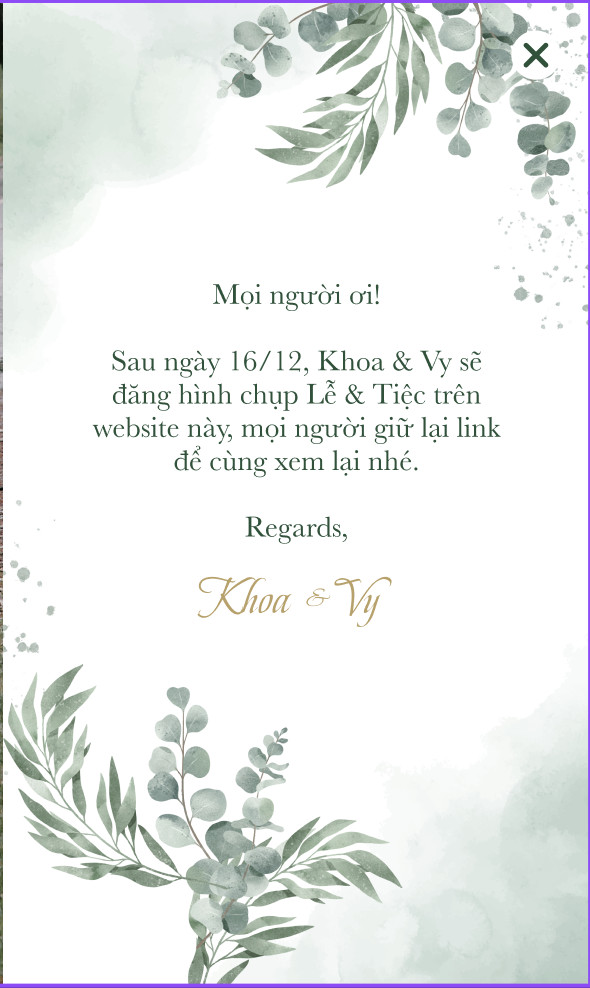 Mọi người ơi!
Sau ngày 16/12, Khoa & Vy sẽ
đăng hình chụp Lễ & Tiệc trên
website này, mọi người giữ lại link
để cùng xem lại nhé.
Regards,
Khoa & Vy